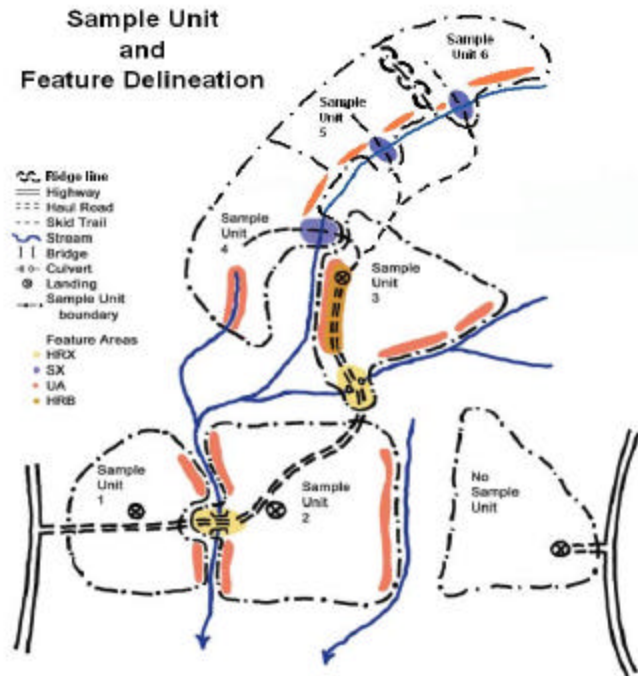 Sample Unit
and
Feature Delineation
Ridge line
Highway
Haul Road
Skid Trail
Stream
Bridge
Culvert
Landing
Sample Unit
boundary
Feature Areas
HRX
SX
UA
HRB
Sample
Unit 6
Sample
Unit
5
Sample
Unit
4
Sample
Unit
3
Sample
Unit
1
Sample
Unit
2
No
Sample
Unit